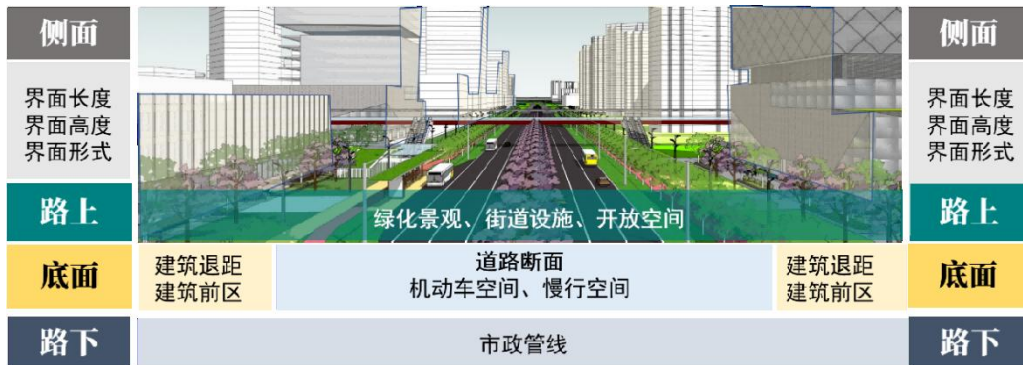 侧面
侧面
界面长度
界面高度
界面形式
界面长度
界面高度
界面形式
路上
绿化景观、街道设施、开放空间
路上
底面
建筑退距
建筑前区
道路断面
机动车空间、慢行空间
建筑退距
建筑前区
底面
路下
市政管线
路下